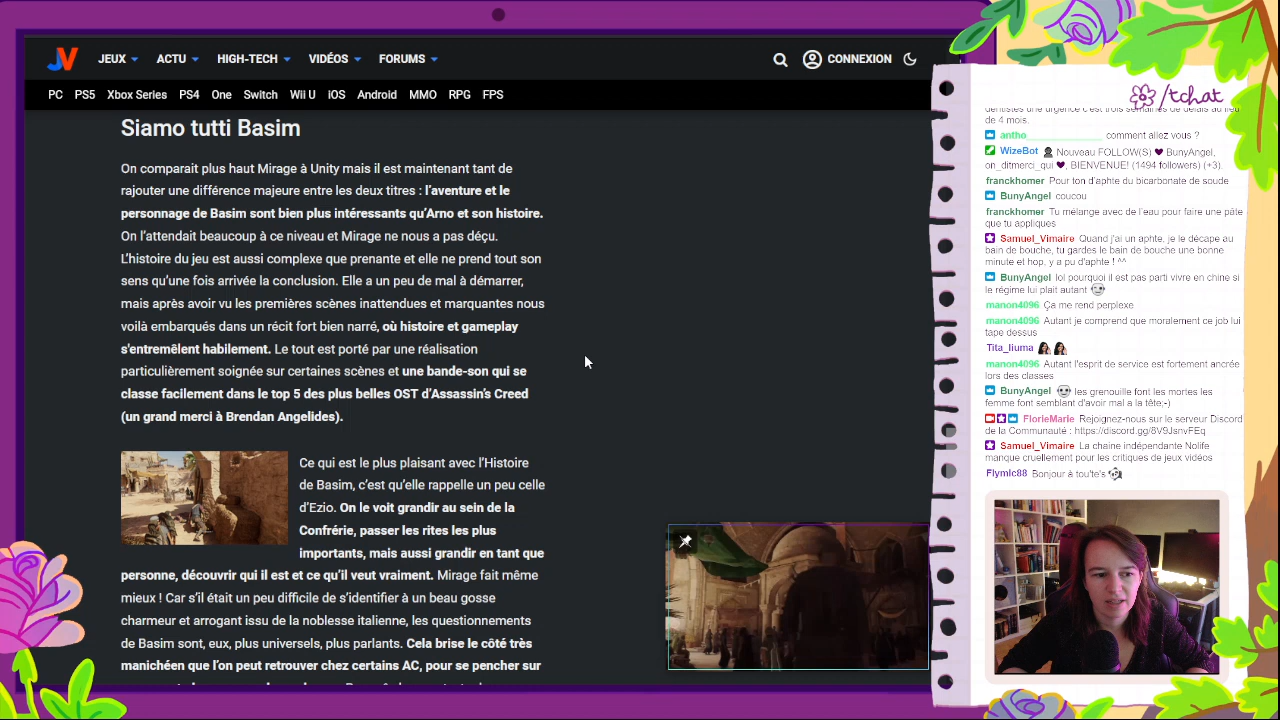 JV JEUX ACTU HIGH-TECH VIDÉOS FORUMS CONNEXION
PC PS5 Xbox Series PS4 One Switch Wii U iOS Android MMO RPG FPS
Siamo tutti Basim
On comparait plus haut Mirage à Unity, qu'il est maintenant tant de
rajouter une différence majeure entre les deux titres : l'aventure et le
personnage de Basim sont bien plus intéressants qu'Arno et son histoire.
On l'attendait beaucoup à ce niveau et Mirage ne nous a pas déçu.
L'histoire du jeu est aussi complexe que prenante et elle ne prend tout son
sens qu'une fois arrivée la conclusion. Elle a un peu de mal à démarrer,
mais après avoir vu les premières scènes inattendues et marquantes nous
voilà embarqués dans un récit mature, où histoire et gameplay
s'entremêlent habilement. Le tout porté par une réalisation
particulièrement soignée sur certaines scènes et une bande-son qui se
classe facilement dans le top des plus belles OST d'Assassin's Creed
(un grand merci à Brendan Angelides).
Ce qui est le plus plaisant avec l'Histoire
de Basim, c'est qu'elle rappelle un peu celle
d'Ezio. On le voit grandir au sein de la
Confrérie, passer les rites les plus
importants, mais aussi grandir en tant que
personne, découvrir qui il est et ce qu'il veut vraiment. Mirage fait même
mieux ! Car s'il était un peu difficile de s'identifier à un beau gosse
charmeur et arrogant issu de la noblesse italienne, les questionnements
de Basim sont, eux, plus universels, plus parlants. Cela brise le côté très
manichéen que l'on peut retrouver chez certains AC, pour se pencher sur
/tchat
dentistes une urgence c'est trois semaines de délais au lieu
de 4 mois.
antho__________ comment allez vous ?
WizeBot Nouveau FOLLOW(S) BunyAngel,
on_ditmerci_qui , BIENVENUE! (1494 followers) (+3).
franckhomer Pour ton d'aphte du bicarbonate de soude
BunyAngel coucou
franckhomer Tu mélange avec de l'eau pour faire une pâte
que tu appliques
Samuel_Vimaire Quand j'ai un aphte, je le décape au
bain de bouche, tu gardes le bain de bouche une bonne
minute et hop, y a pu d'aphte ! ^^
BunyAngel lol pourquoi il est pas parti vivre en chine si
le régime lui plait autant
manon4096 Ça me rend perplexe
manon4096 Autant je comprend que moralement ce job lui
tape dessus
Tita_liuma
manon4096 Autant l'esprit de service est fortement ancrée
lors des classes
BunyAngel les grenouille font les mortes les
femme font semblant d'avoir mal a la tête;-)
FlorieMarie Rejoignez-nous sur le serveur Discord
de la Communauté : https://discord.gg/8V9JsnvFEq
Samuel_Vimaire La chaine indépendante Nolife
manque cruellement pour les critiques de jeux vidéos
Flymic88 Bonjour à tou'te's